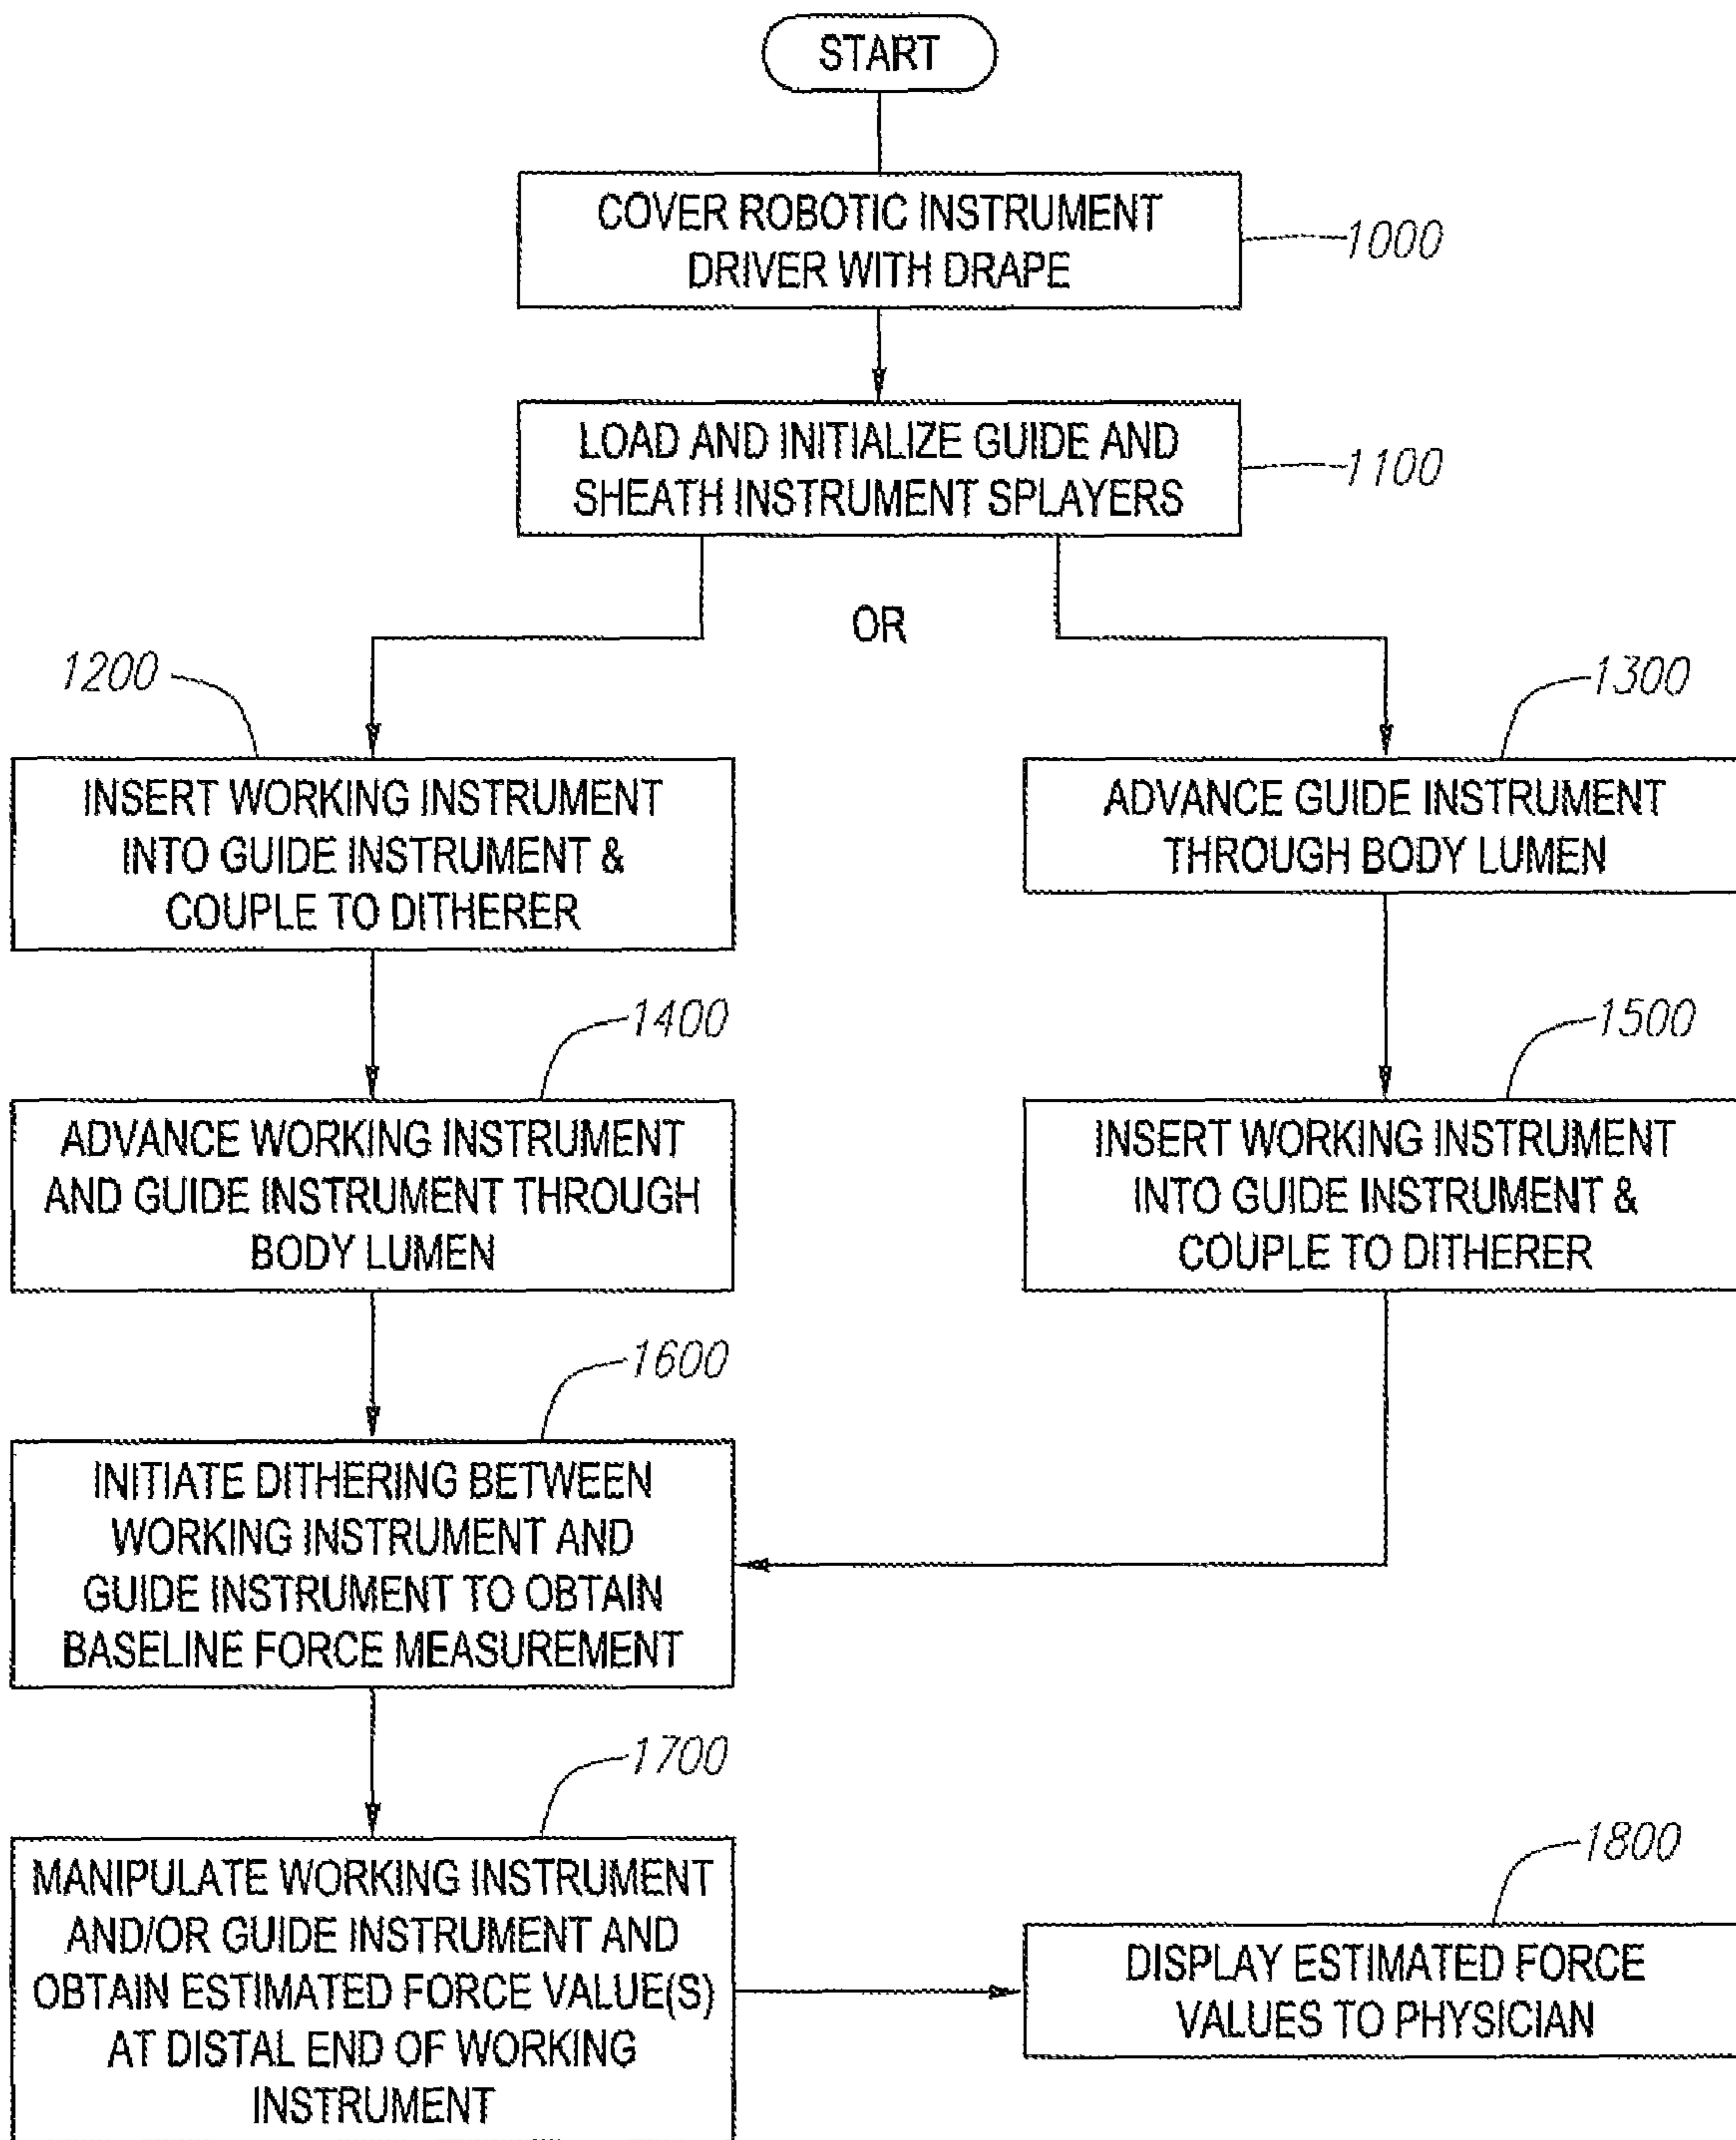 START
COVER ROBOTIC INSTRUMENT
DRIVER WITH DRAPE
1000
LOAD AND INITIALIZE GUIDE AND
SHEATH INSTRUMENT SPLAYERS
1100
OR
1200
INSERT WORKING INSTRUMENT
INTO GUIDE INSTRUMENT &
COUPLE TO DITHERER
1300
ADVANCE GUIDE INSTRUMENT
THROUGH BODY LUMEN
1400
ADVANCE WORKING INSTRUMENT
AND GUIDE INSTRUMENT THROUGH
BODY LUMEN
1500
INSERT WORKING INSTRUMENT
INTO GUIDE INSTRUMENT &
COUPLE TO DITHERER
1600
INITIATE DITHERING BETWEEN
WORKING INSTRUMENT AND
GUIDE INSTRUMENT TO OBTAIN
BASELINE FORCE MEASUREMENT
1700
MANIPULATE WORKING INSTRUMENT
AND/OR GUIDE INSTRUMENT AND
OBTAIN ESTIMATED FORCE VALUE(S)
AT DISTAL END OF WORKING
INSTRUMENT
1800
DISPLAY ESTIMATED FORCE
VALUES TO PHYSICIAN